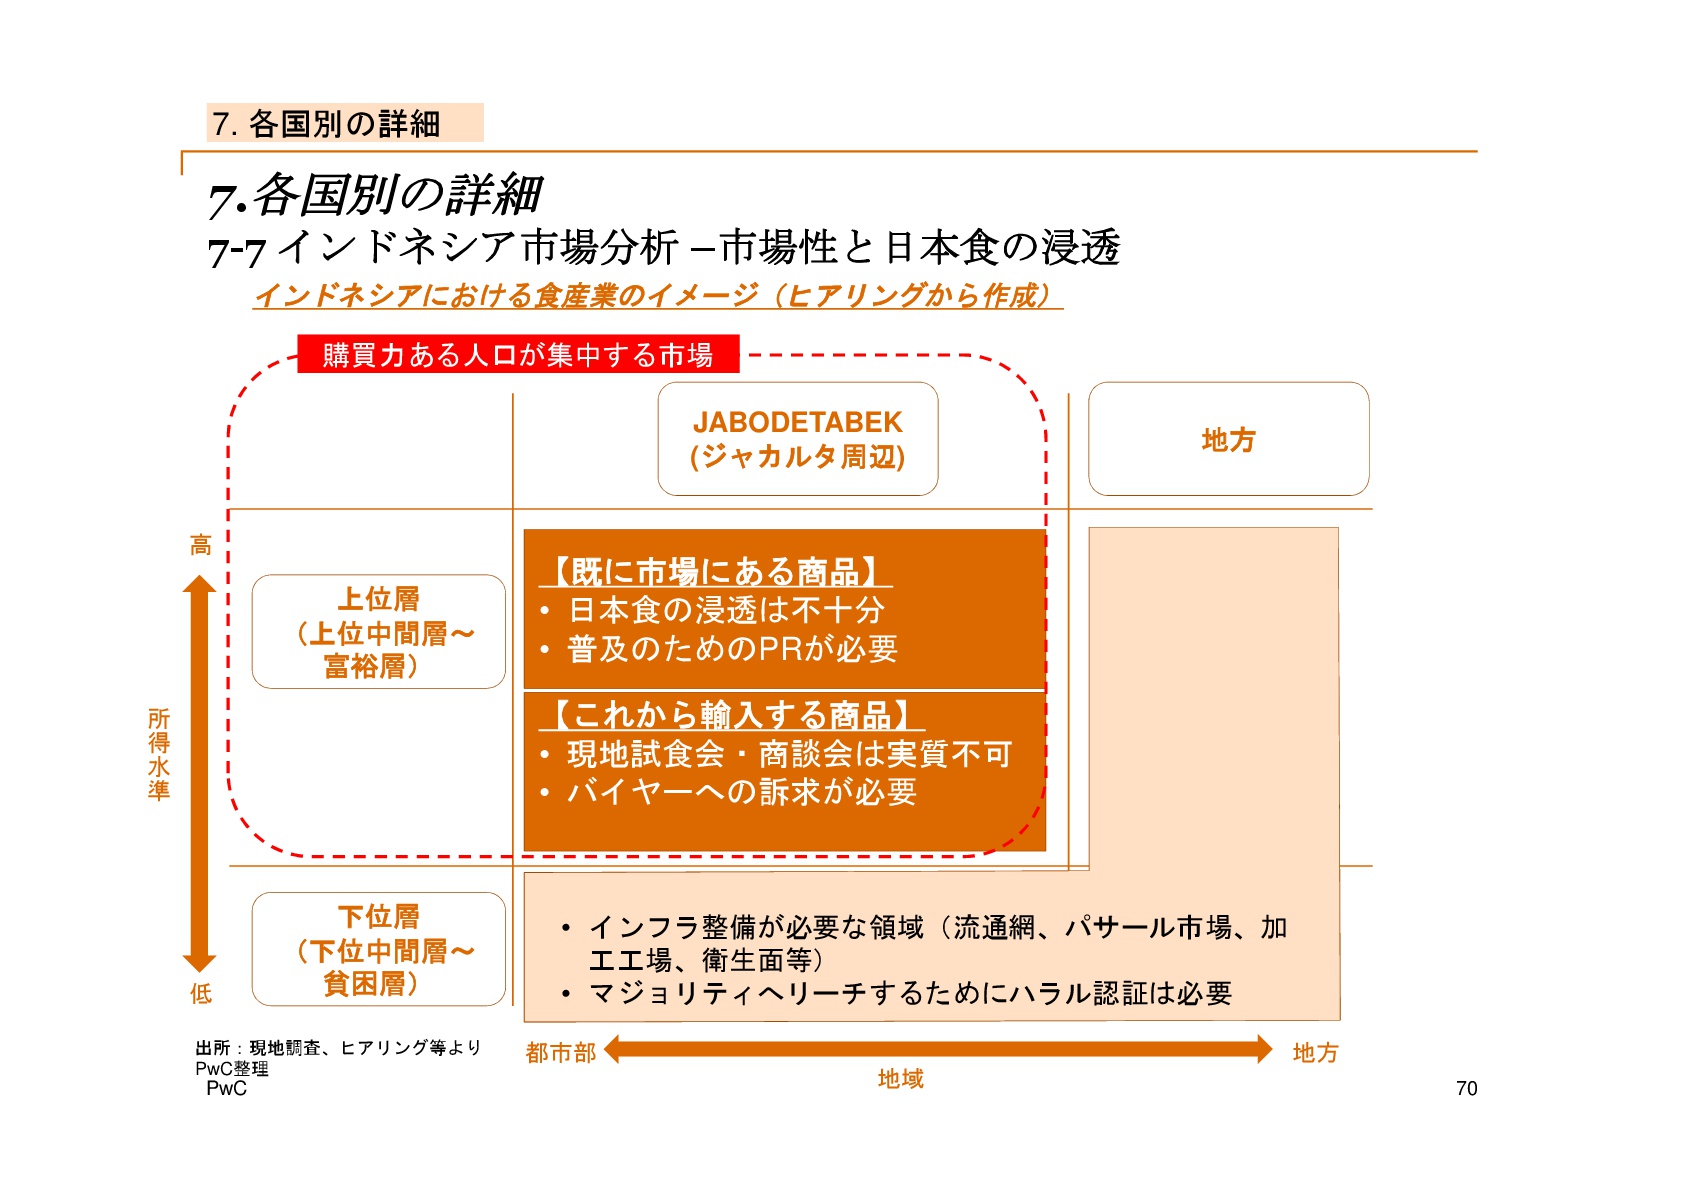 7. 各国別の詳細
7.各国別の詳細
7-7 インドネシア市場分析 –市場性と日本食の浸透
インドネシアにおける食産業のイメージ（ヒアリングから作成）
購買力ある人口が集中する市場
JABODETABEK
(ジャカルタ周辺)
地方
高
所得水準
低
上位層
（上位中間層～
富裕層）
【既に市場にある商品】
• 日本食の浸透は不十分
• 普及のためのPRが必要
【これから輸入する商品】
• 現地試食会・商談会は実質不可
• バイヤーへの訴求が必要
下位層
（下位中間層～
貧困層）
• インフラ整備が必要な領域（流通網、パサール市場、加
工工場、衛生面等）
• マジョリティへリーチするためにハラル認証は必要
都市部
地方
地域
出所：現地調査、ヒアリング等より
PwC整理
PwC
70